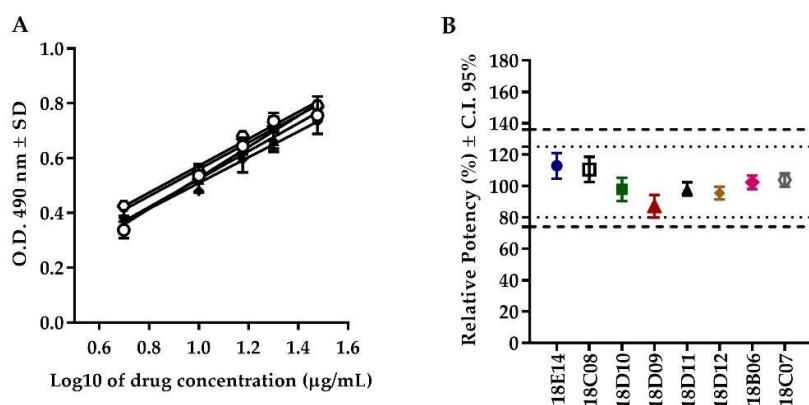 A
O.D. 490 nm ± SD
1.0
0.8
0.6
0.4
0.2
0.0
0.6 0.8 1.0 1.2 1.4 1.6
Log10 of drug concentration (µg/mL)
B
Relative Potency (%) ± C.I. 95%
180
160
140
120
100
80
60
40
20
0
18E14
18C08
18D10
18D09
18D11
18D12
18B06
18C07